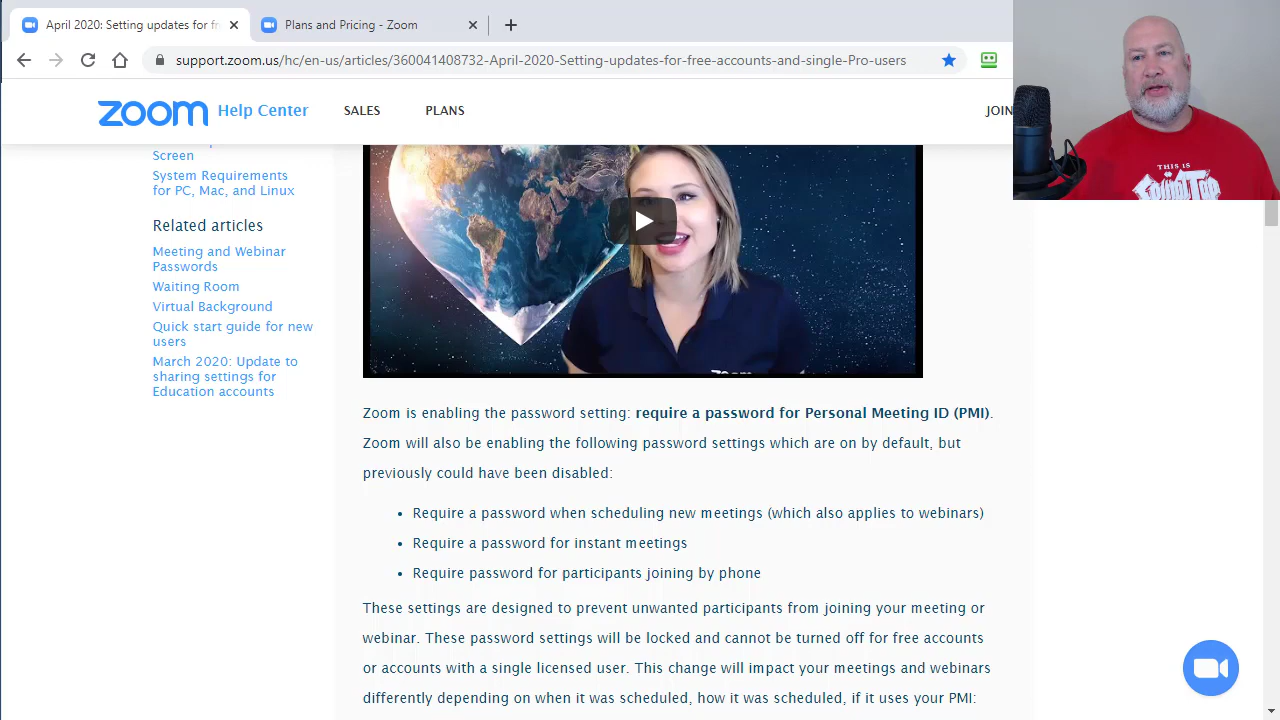 April 2020: Setting updates for fr
Plans and Pricing - Zoom
support.zoom.us/hc/en-us/articles/360041408732-April-2020-Setting-updates-for-free-accounts-and-single-Pro-users
zoom Help Center SALES PLANS JOIN
Screen
System Requirements
for PC, Mac, and Linux
Related articles
Meeting and Webinar
Passwords
Waiting Room
Virtual Background
Quick start guide for new
users
March 2020: Update to
sharing settings for
Education accounts
Zoom is enabling the password setting: require a password for Personal Meeting ID (PMI).
Zoom will also be enabling the following password settings which are on by default, but
previously could have been disabled:
• Require a password when scheduling new meetings (which also applies to webinars)
• Require a password for instant meetings
• Require password for participants joining by phone
These settings are designed to prevent unwanted participants from joining your meeting or
webinar. These password settings will be locked and cannot be turned off for free accounts
or accounts with a single licensed user. This change will impact your meetings and webinars
differently depending on when it was scheduled, how it was scheduled, if it uses your PMI:
THIS IS
SPIN̈AL TAP